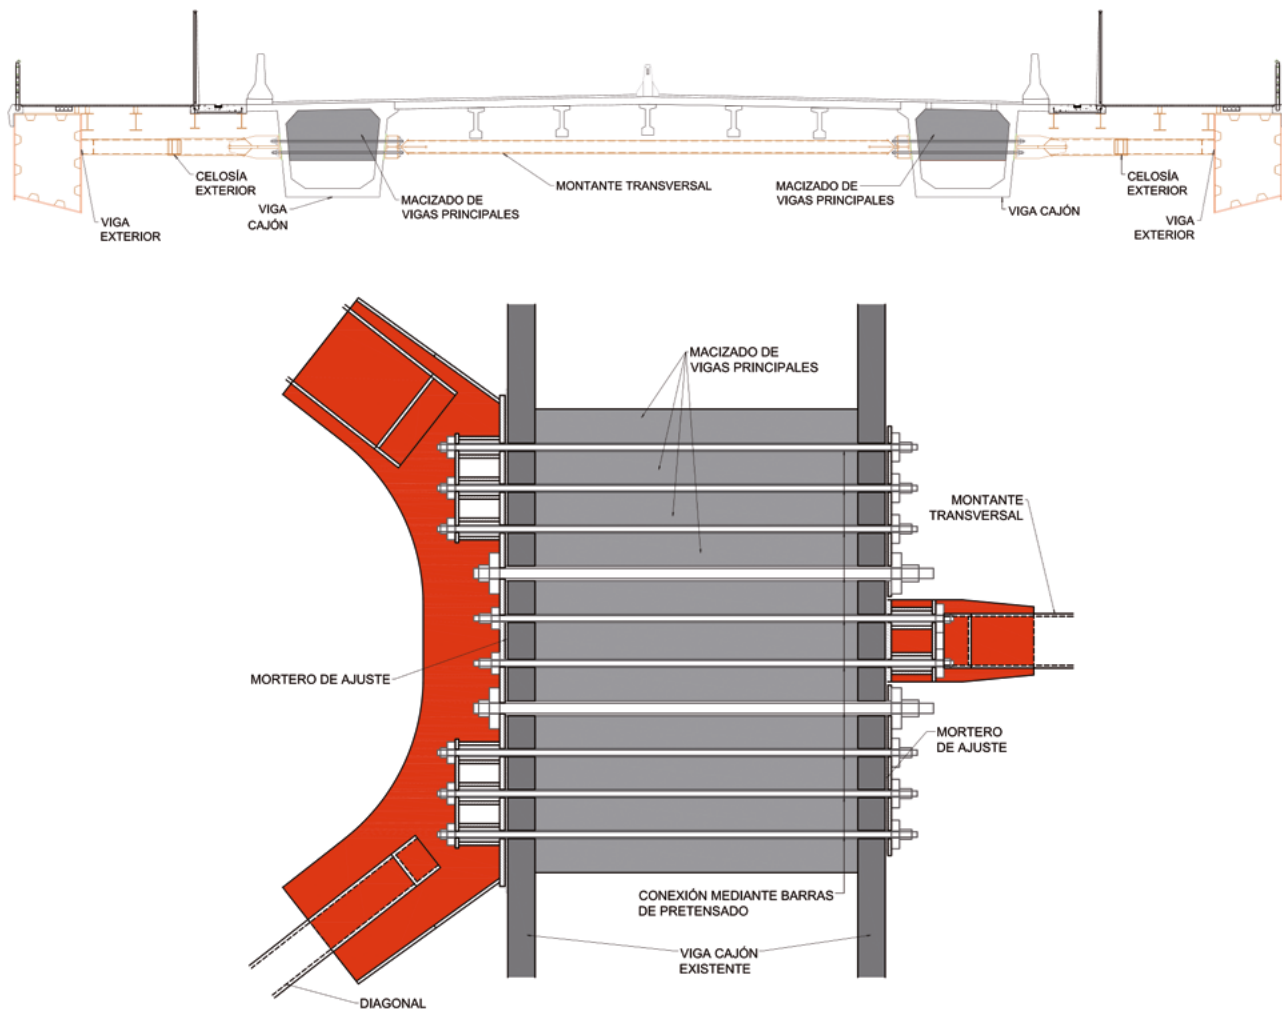 CELOSÍA
EXTERIOR
VIGA
EXTERIOR
VIGA
CAJÓN
MACIZADO DE
VIGAS PRINCIPALES
MONTANTE TRANSVERSAL
MACIZADO DE
VIGAS PRINCIPALES
VIGA CAJÓN
CELOSÍA
EXTERIOR
VIGA
EXTERIOR
MACIZADO DE
VIGAS PRINCIPALES
MONTANTE
TRANSVERSAL
MORTERO DE AJUSTE
MORTERO
DE AJUSTE
CONEXIÓN MEDIANTE BARRAS
DE PRETENSADO
VIGA CAJÓN
EXISTENTE
DIAGONAL